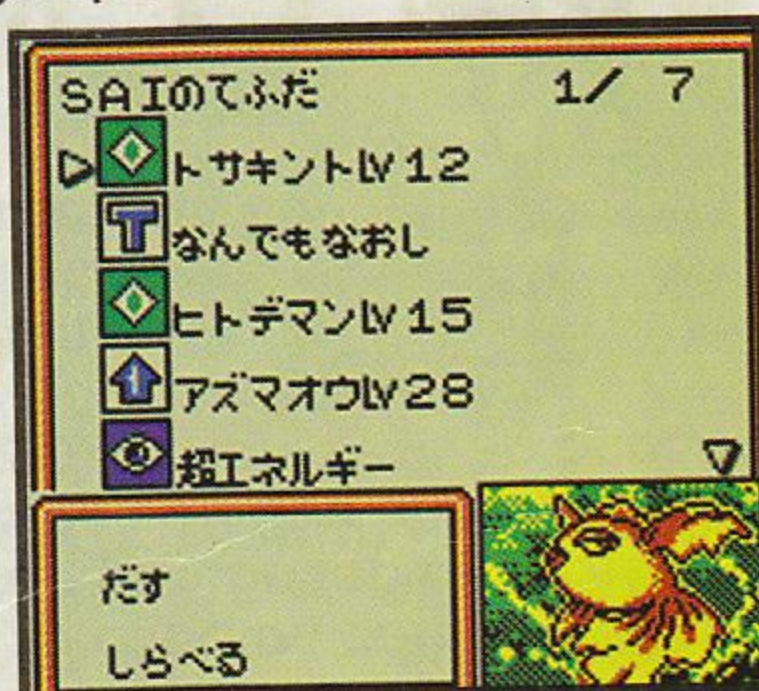 SAIのてふだ 1/ 7
トサキントLV12
T なんでもなおし
ヒトデマンLV15
アズマオウLV28
超エネルギー
だす
しらべる